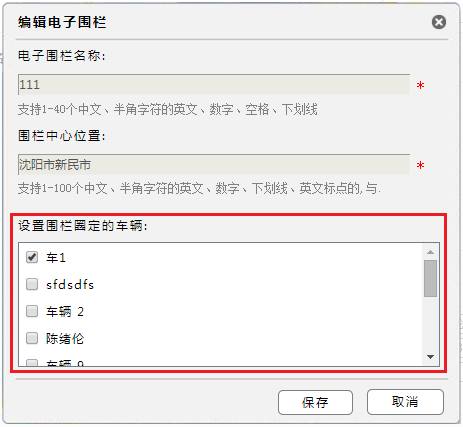 编辑电子围栏
电子围栏名称:
111 *
支持1-40个中文、半角字符的英文、数字、空格、下划线
围栏中心位置:
沈阳市新民市 *
支持1-100个中文、半角字符的英文、数字、下划线、英文标点的,与.
设置围栏圈定的车辆:
车1
sfdsdfs
车辆 2
陈绪伦
车辆 9
保存 取消